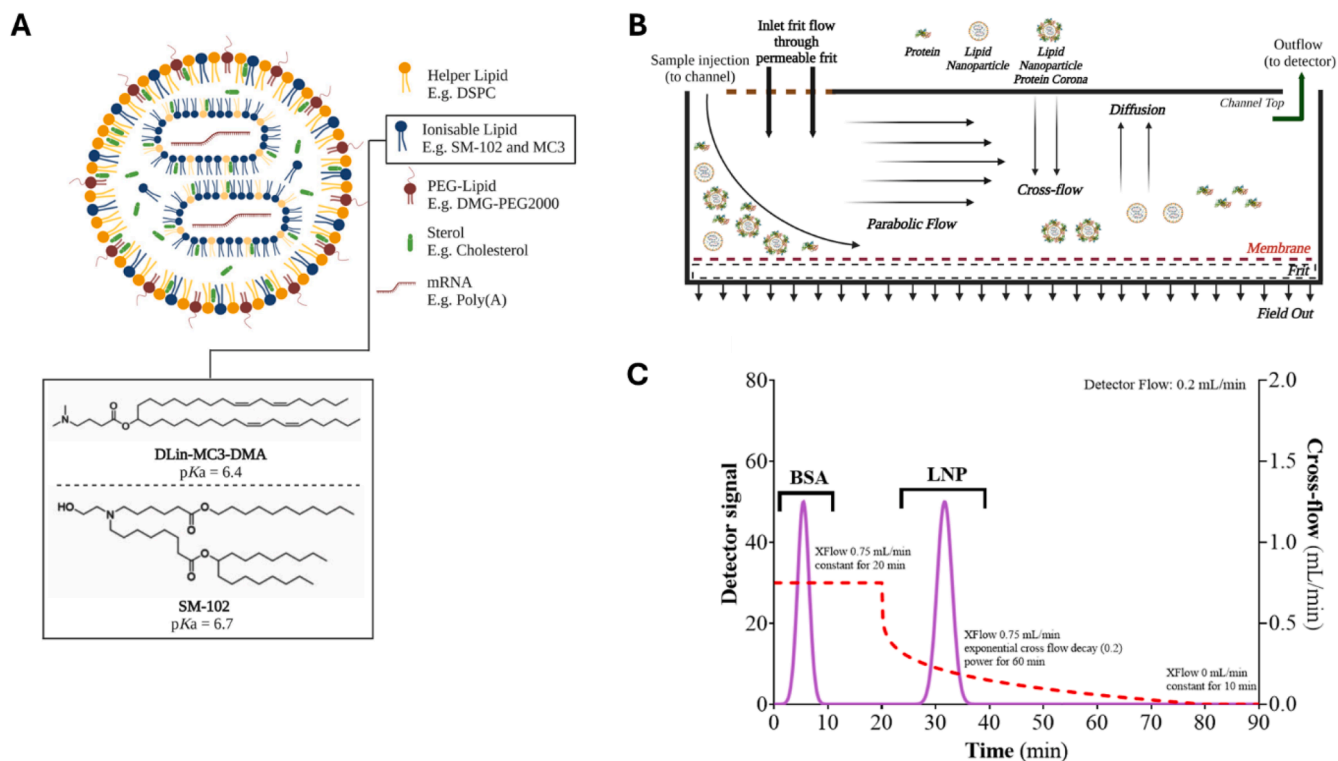 A
Helper Lipid
E.g. DSPC
Ionisable Lipid
E.g. SM-102 and MC3
PEG-Lipid
E.g. DMG-PEG2000
Sterol
E.g. Cholesterol
mRNA
E.g. Poly(A)
N
O
O
DLin-MC3-DMA
pKa = 6.4
HO
N
O
O
O
O
SM-102
pKa = 6.7
B
Sample injection
(to channel)
Inlet frit flow
through
permeable frit
Protein
Lipid
Nanoparticle
Lipid
Nanoparticle
Protein Corona
Outflow
(to detector)
Channel Top
Diffusion
Cross-flow
Parabolic Flow
Membrane
Frit
Field Out
C
Detector Flow: 0.2 mL/min
BSA
LNP
XFlow 0.75 mL/min
constant for 20 min
XFlow 0.75 mL/min
exponential cross flow decay (0.2)
power for 60 min
XFlow 0 mL/min
constant for 10 min
Detector signal
80
60
40
20
0
Cross-flow (mL/min)
2.0
1.5
1.0
0.5
0.0
0 10 20 30 40 50 60 70 80 90
Time (min)